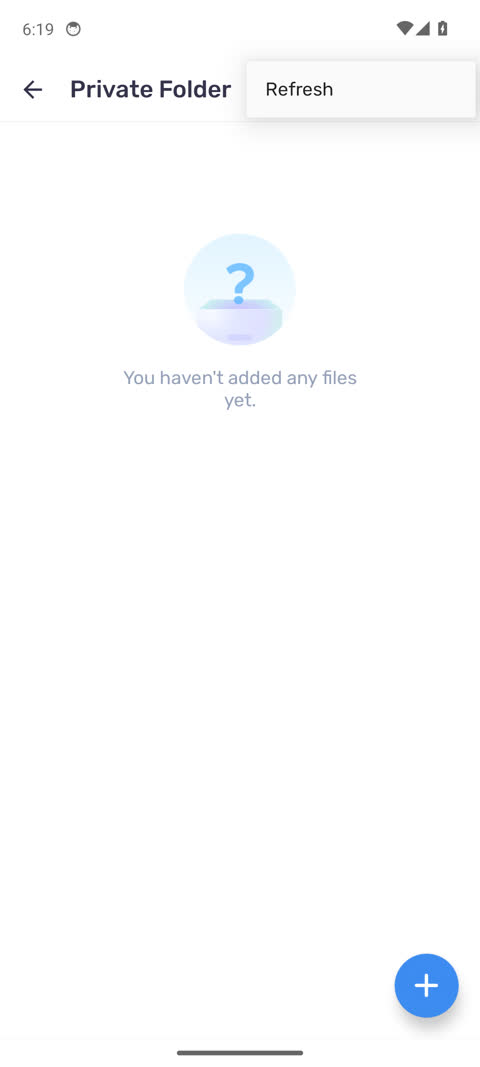 6:19
Private Folder
Refresh
?
You haven't added any files
yet.